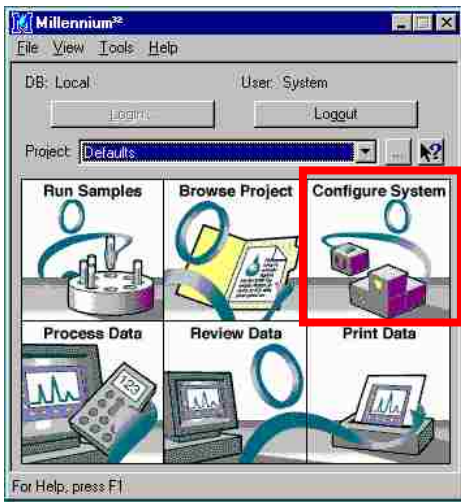 Millennium³²
File View Tools Help
DB: Local User: System
Login... Logout
Project: Defaults ...
Run Samples Browse Project Configure System
123
Process Data Review Data Print Data
For Help, press F1